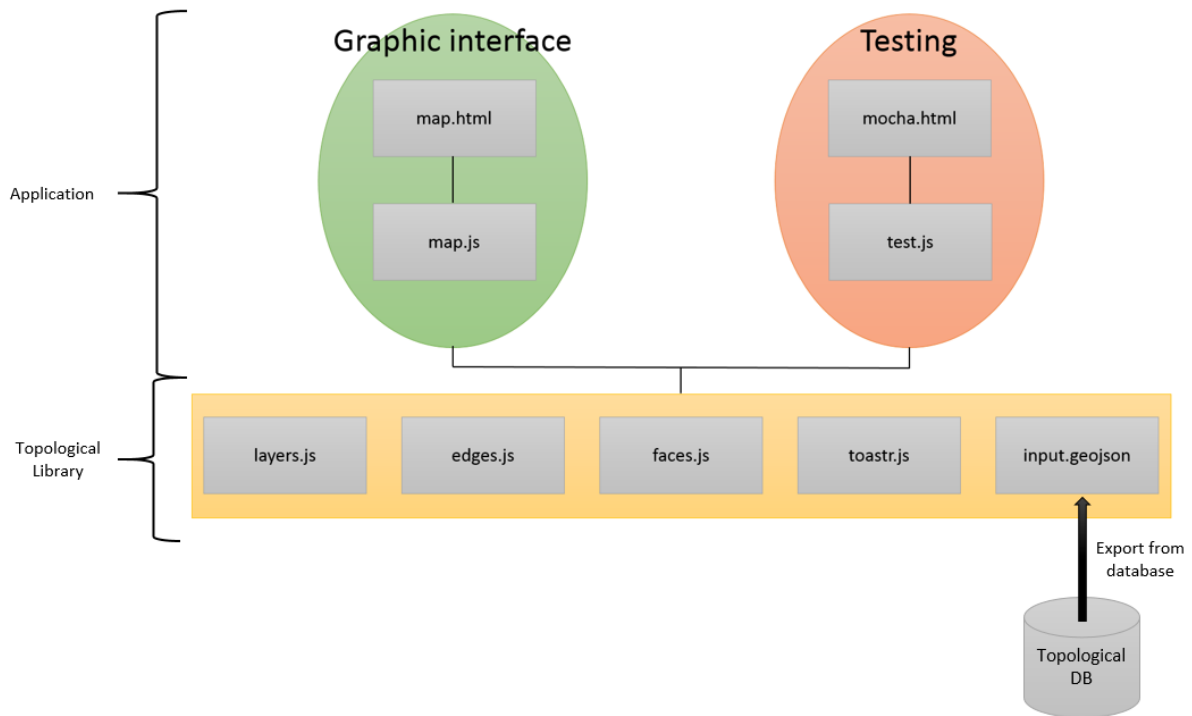 Graphic interface
Testing
map.html
mocha.html
Application
map.js
test.js
Topological
Library
layers.js
edges.js
faces.js
toastr.js
input.geojson
Export from
database
Topological
DB